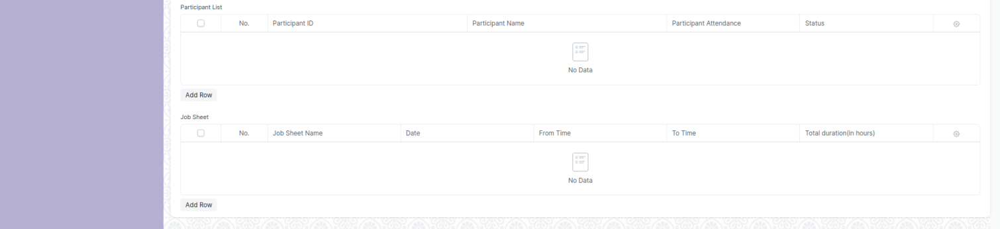 Participant List
No. Participant ID Participant Name Participant Attendance Status
No Data
Add Row
Job Sheet
No. Job Sheet Name Date From Time To Time Total duration(in hours)
No Data
Add Row